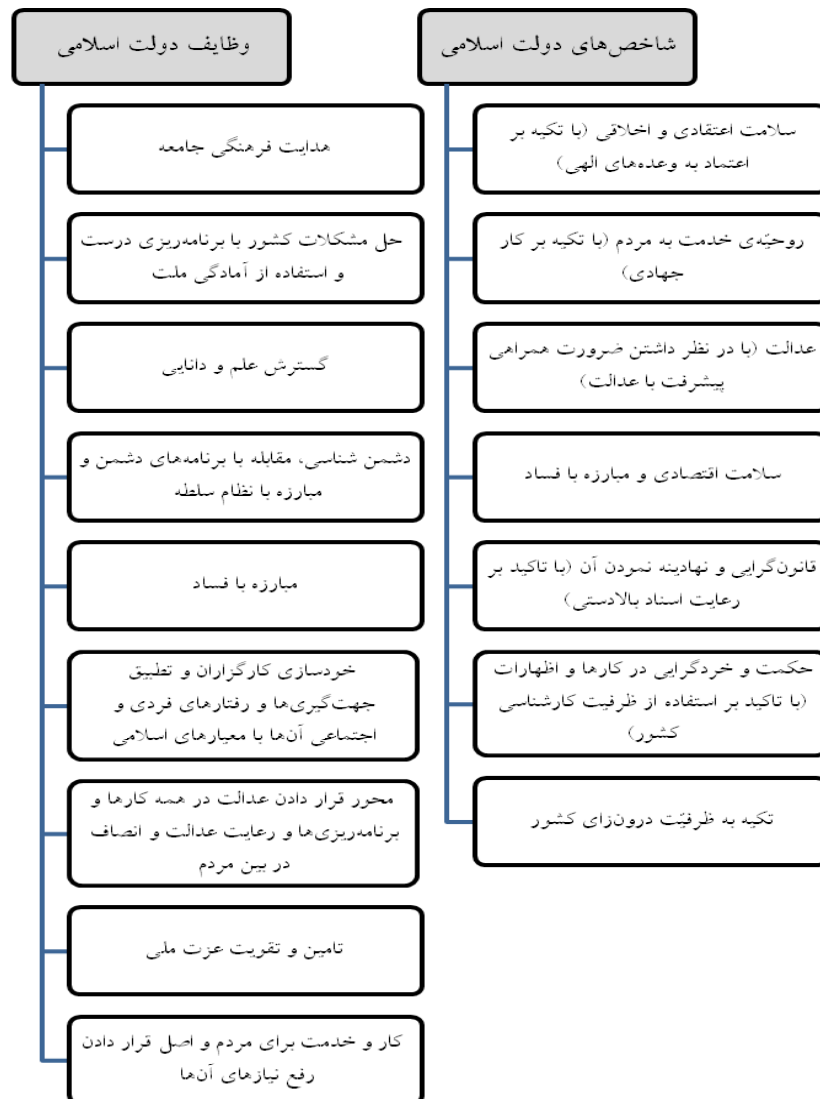 شاخص‌های دولت اسلامی
سلامت اعتقادی و اخلاقی (با تکیه بر
اعتماد به وعده‌های الهی)
روحیّه‌ی خدمت به مردم (با تکیه بر کار
جهادی)
عدالت (با در نظر داشتن ضرورت همراهی
پیشرفت با عدالت)
سلامت اقتصادی و مبارزه با فساد
قانون‌گرایی و نهادینه نمودن آن (با تاکید بر
رعایت اسناد بالادستی)
حکمت و خردگرایی در کارها و اظهارات
(با تاکید بر استفاده از ظرفیت کارشناسی
کشور)
تکیه به ظرفیّت درون‌زای کشور
وظایف دولت اسلامی
هدایت فرهنگی جامعه
حل مشکلات کشور با برنامه‌ریزی درست
و استفاده از آمادگی ملت
گسترش علم و دانایی
دشمن شناسی، مقابله با برنامه‌های دشمن و
مبارزه با نظام سلطه
مبارزه با فساد
خودسازی کارگزاران و تطبیق
جهت‌گیری‌ها و رفتارهای فردی و
اجتماعی آن‌ها با معیارهای اسلامی
محور قرار دادن عدالت در همه کارها و
برنامه‌ریزی‌ها و رعایت عدالت و انصاف
در بین مردم
تامین و تقویت عزت ملی
کار و خدمت برای مردم و اصل قرار دادن
رفع نیازهای آن‌ها